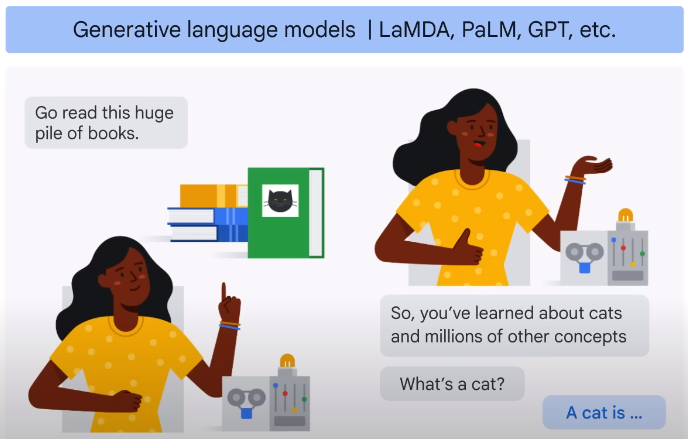 Generative language models | LaMDA, PaLM, GPT, etc.
Go read this huge
pile of books.
So, you’ve learned about cats
and millions of other concepts
What’s a cat?
A cat is ...